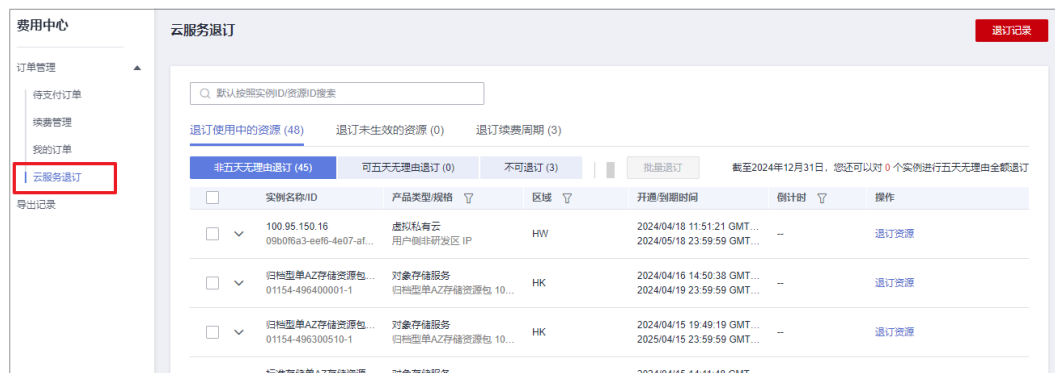 费用中心
订单管理
待支付订单
续费管理
我的订单
云服务退订
导出记录
云服务退订
退订记录
默认按照实例ID/资源ID搜索
退订使用中的资源 (48) 退订未生效的资源 (0) 退订续费周期 (3)
非五天无理由退订 (45) 可五天无理由退订 (0) 不可退订 (3) 批量退订 截至2024年12月31日，您还可以对 0 个实例进行五天无理由全额退订
实例名称/ID 产品类型/规格 区域 开通/到期时间 倒计时 操作
100.95.150.16 虚拟私有云 HW 2024/04/18 11:51:21 GMT... -- 退订资源
09b0f6a3-eef6-4e07-af... 用户侧非研发区 IP 2024/05/18 23:59:59 GMT...
归档型单AZ存储资源包... 对象存储服务 HK 2024/04/16 14:50:38 GMT... -- 退订资源
01154-496400001-1 归档型单AZ存储资源包 10... 2024/04/19 23:59:59 GMT...
归档型单AZ存储资源包... 对象存储服务 HK 2024/04/15 19:49:19 GMT... -- 退订资源
01154-496300510-1 归档型单AZ存储资源包 10... 2025/04/15 23:59:59 GMT...